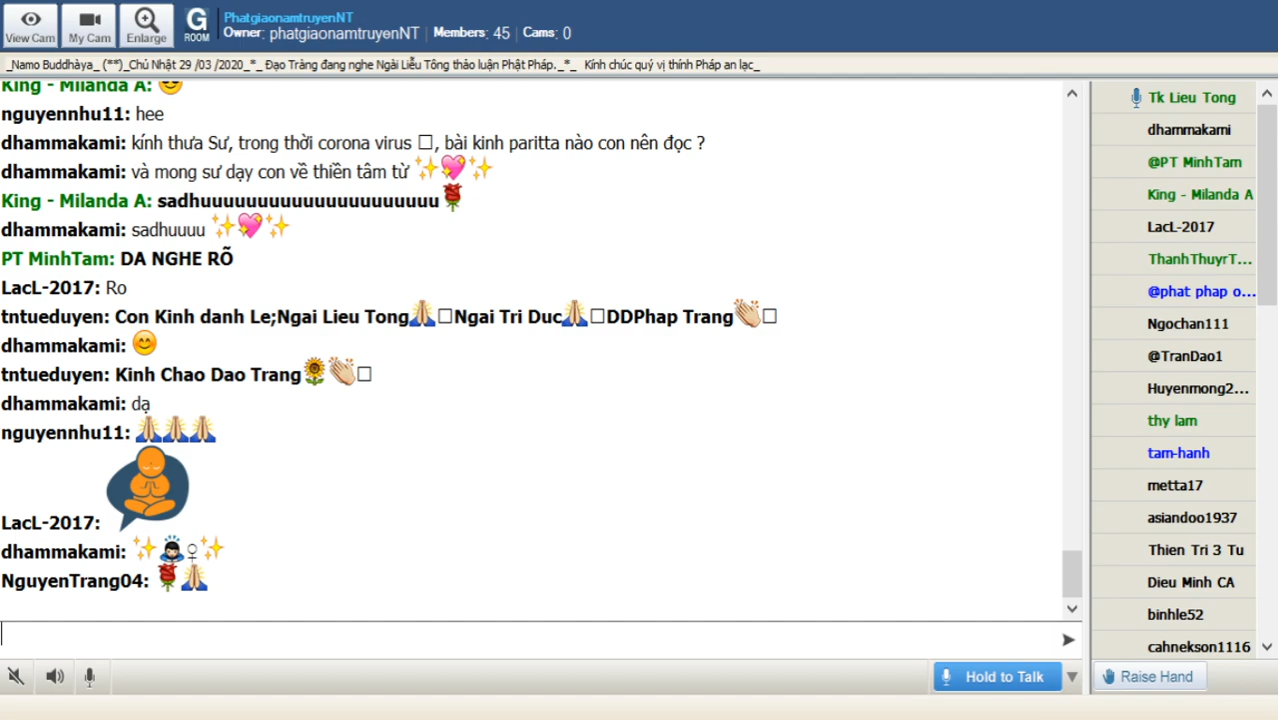 View Cam
My Cam
Enlarge
G
ROOM
PhatgiaonamtruyenNT
Owner: phatgiaonamtruyenNT | Members: 45 | Cams: 0
_Namo Buddhàya_ (**)_Chủ Nhật 29 /03 /2020_*_ Đạo Tràng đang nghe Ngài Liễu Tông thảo luận Phật Pháp._*_ Kính chúc quý vị thính Pháp an lạc_
King - Milanda A: 😊
nguyennhu11: hee
dhammakami: kính thưa Sư, trong thời corona virus □, bài kinh paritta nào con nên đọc ?
dhammakami: và mong sư dạy con về thiền tâm từ ✨💖✨
King - Milanda A: sadhuuuuuuuuuuuuuuuuuuuuu🌹
dhammakami: sadhuuuu ✨💖✨
PT MinhTam: DA NGHE RÕ
LacL-2017: Ro
tntueduyen: Con Kinh danh Le;Ngai Lieu Tong🙏□Ngai Tri Duc🙏□DDPhap Trang👏□
dhammakami: 😊
tntueduyen: Kinh Chao Dao Trang🌻👏□
dhammakami: dạ
nguyennhu11: 🙏🙏🙏
LacL-2017:
dhammakami: ✨🙇♀✨
NguyenTrang04: 🌹🙏
Hold to Talk
Tk Lieu Tong
dhammakami
@PT MinhTam
King - Milanda A
LacL-2017
ThanhThuyrT...
@phat phap o...
Ngochan111
@TranDao1
Huyenmong2...
thy lam
tam-hanh
metta17
asiandoo1937
Thien Tri 3 Tu
Dieu Minh CA
binhle52
cahnekson1116
Raise Hand